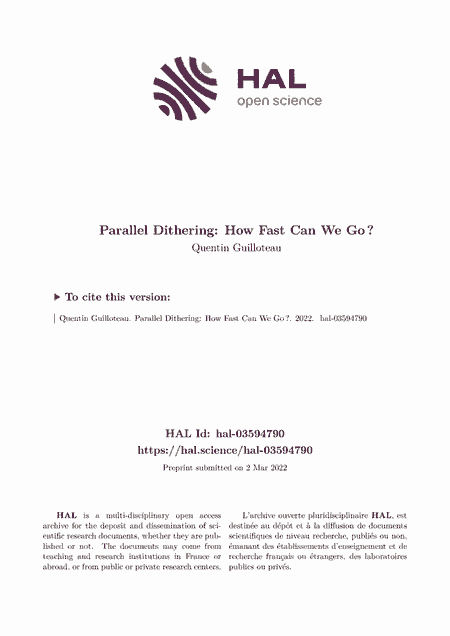 HAL
open science
Parallel Dithering: How Fast Can We Go ?
Quentin Guilloteau
▶ To cite this version:
Quentin Guilloteau. Parallel Dithering: How Fast Can We Go ?. 2022. hal-03594790
HAL Id: hal-03594790
https://hal.science/hal-03594790
Preprint submitted on 2 Mar 2022
HAL is a multi-disciplinary open access
archive for the deposit and dissemination of sci-
entific research documents, whether they are pub-
lished or not. The documents may come from
teaching and research institutions in France or
abroad, or from public or private research centers.
L'archive ouverte pluridisciplinaire HAL, est
destinée au dépôt et à la diffusion de documents
scientifiques de niveau recherche, publiés ou non,
émanant des établissements d'enseignement et de
recherche français ou étrangers, des laboratoires
publics ou privés.